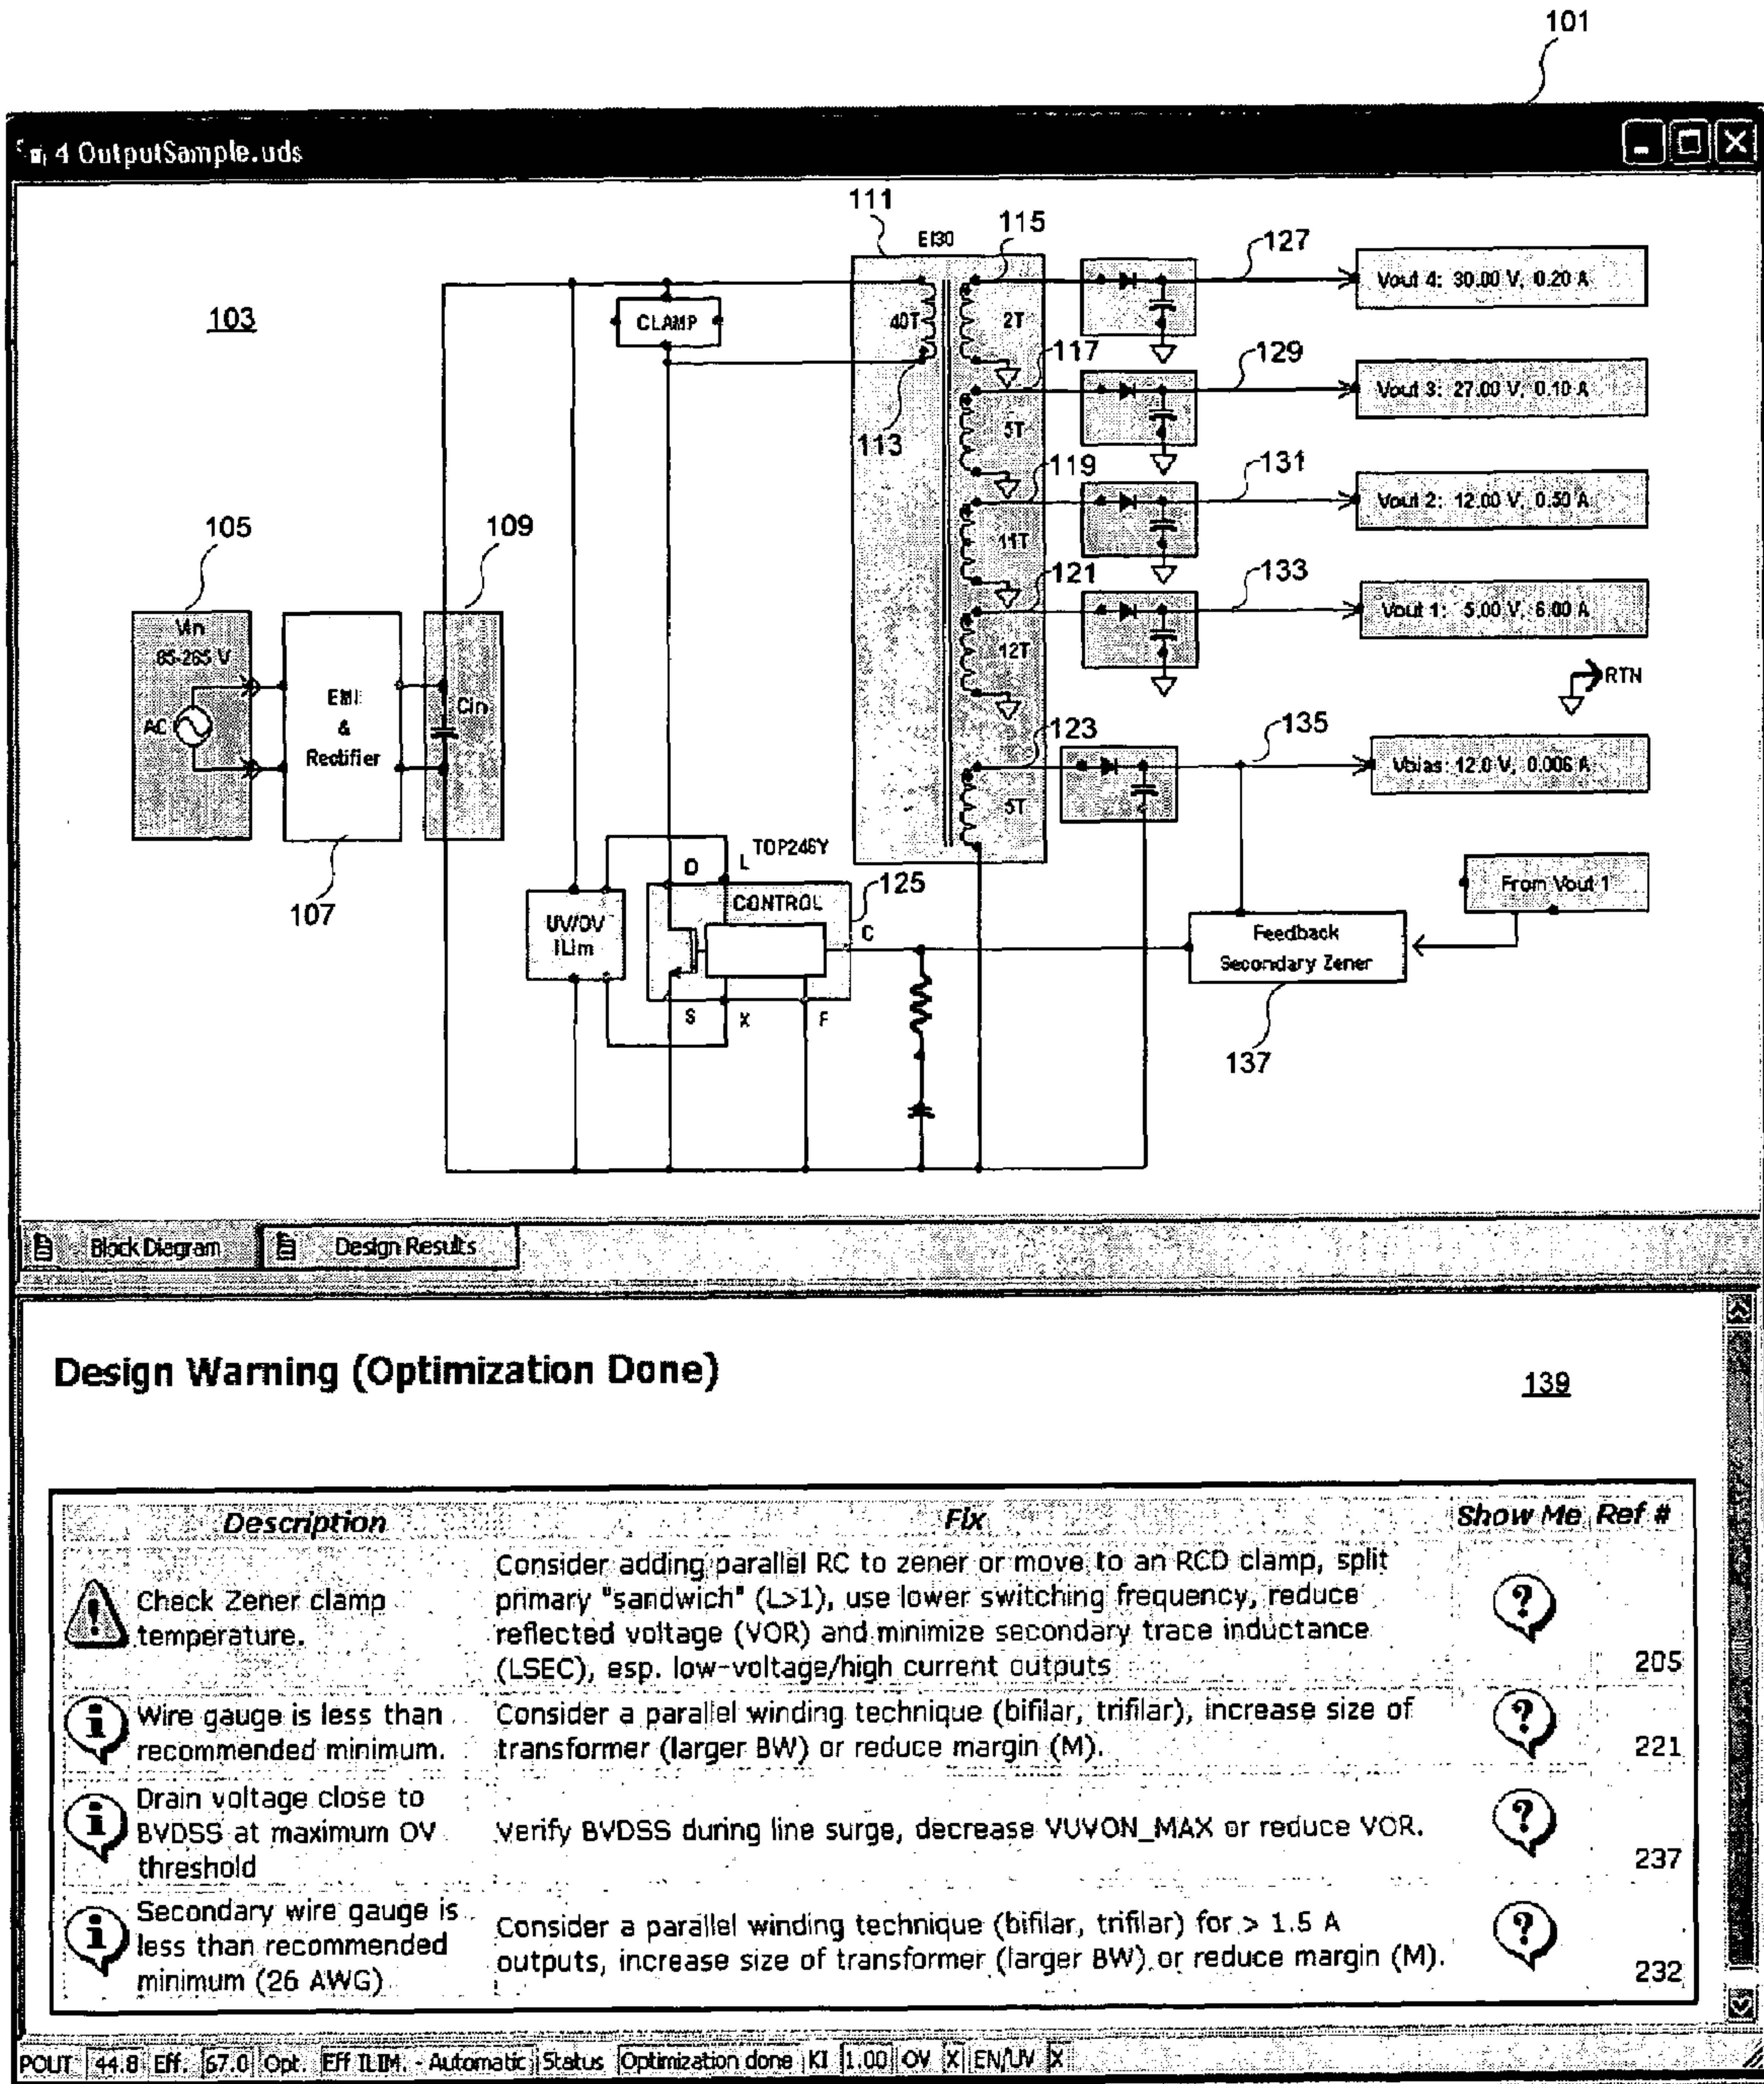 101
4 OutputSample.uds
103
111
EI30
115
127
Vout 4: 30.00 V, 0.20 A
CLAMP
40T
2T
117
129
Vout 3: 27.00 V, 0.10 A
113
5T
119
131
Vout 2: 12.00 V, 0.50 A
105
109
11T
121
133
Vout 1: 5.00 V, 6.00 A
Vin
85-265 V
12T
RTN
AC
EMI
&
Rectifier
Cin
123
135
Vbias: 12.0 V, 0.006 A
5T
107
D
L
TOP246Y
125
CONTROL
C
UV/OV
ILim
From Vout 1
Feedback
Secondary Zener
S
X
F
137
Block Diagram
Design Results
Design Warning (Optimization Done)
139
Description
Fix
Show Me
Ref #
Check Zener clamp
temperature.
Consider adding parallel RC to zener or move to an RCD clamp, split
primary "sandwich" (L>1), use lower switching frequency, reduce
reflected voltage (VOR) and minimize secondary trace inductance
(LSEC), esp. low-voltage/high current outputs
205
Wire gauge is less than
recommended minimum.
Consider a parallel winding technique (bifilar, trifilar), increase size of
transformer (larger BW) or reduce margin (M).
221
Drain voltage close to
BVDSS at maximum OV
threshold
Verify BVDSS during line surge, decrease VUVON_MAX or reduce VOR.
237
Secondary wire gauge is
less than recommended
minimum (26 AWG)
Consider a parallel winding technique (bifilar, trifilar) for > 1.5 A
outputs, increase size of transformer (larger BW) or reduce margin (M).
232
POUT 44.8 Eff. 67.0 Opt. Eff ILIM. - Automatic Status Optimization done KI 1.00 OV X EN/UV X